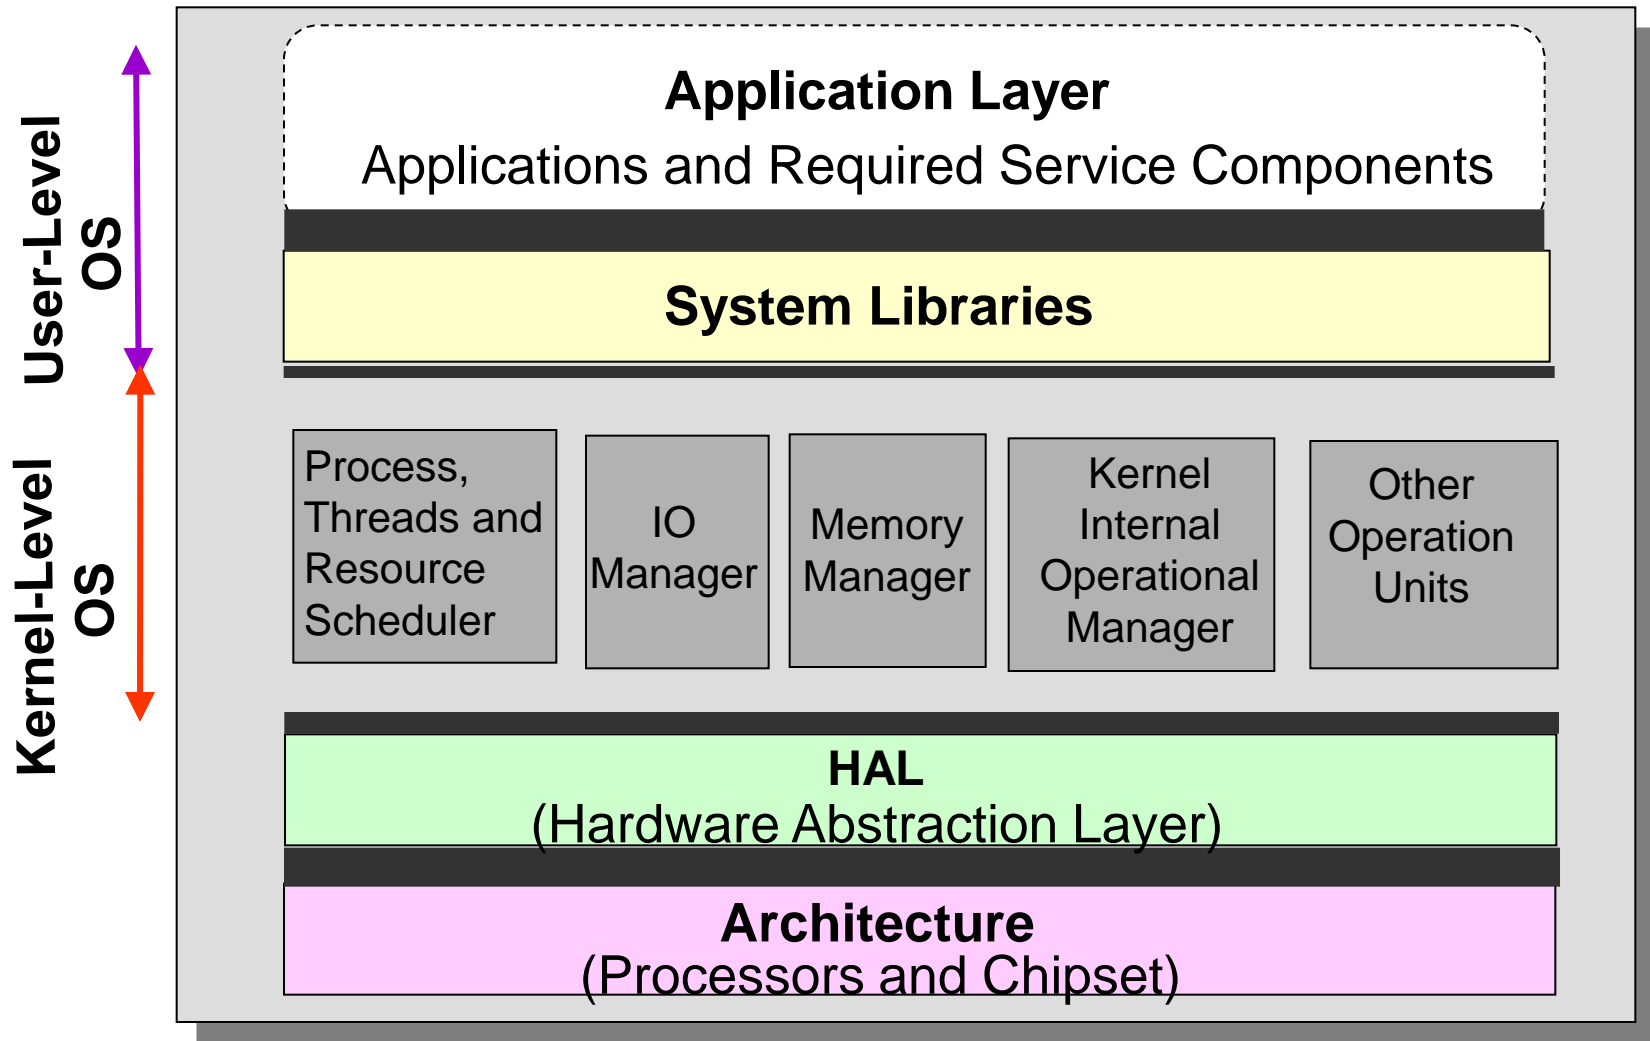 User-Level
OS
Kernel-Level
OS
Application Layer
Applications and Required Service Components
System Libraries
Process,
Threads and
Resource
Scheduler
IO
Manager
Memory
Manager
Kernel
Internal
Operational
Manager
Other
Operation
Units
HAL
(Hardware Abstraction Layer)
Architecture
(Processors and Chipset)